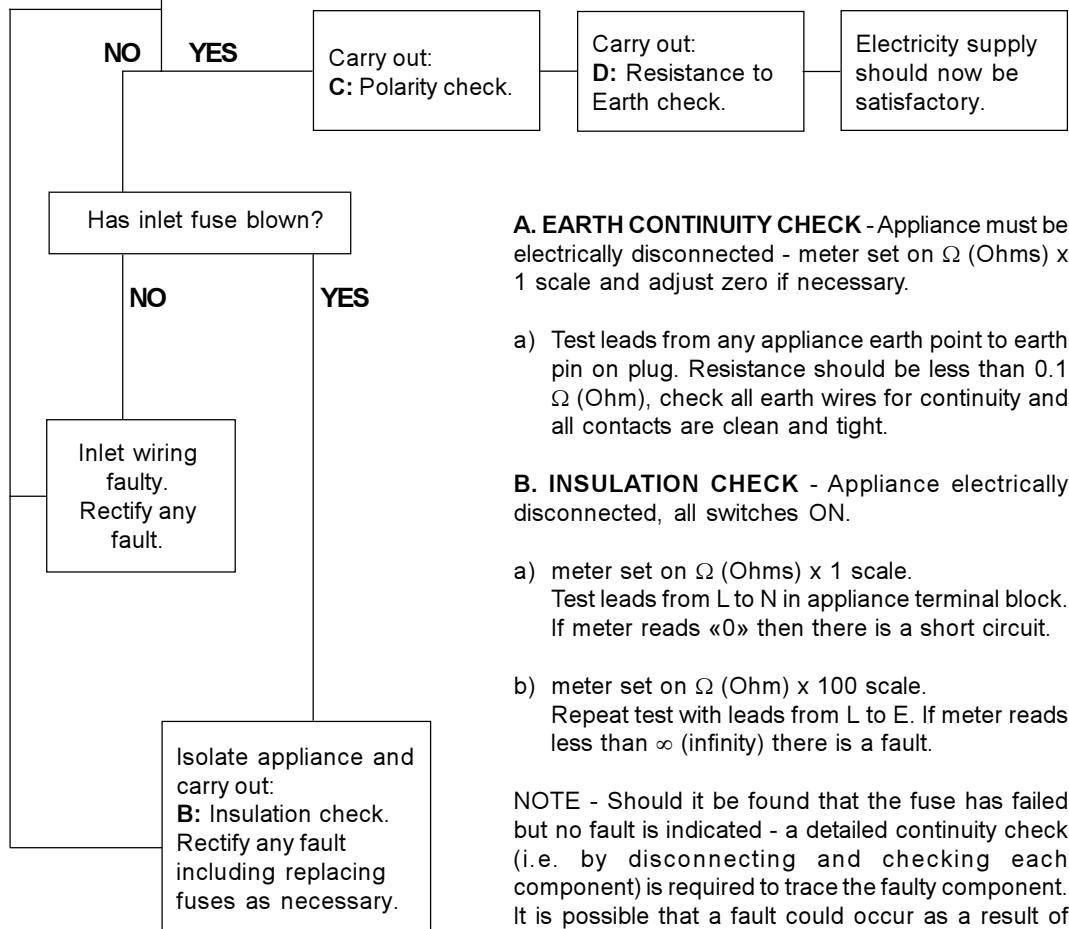 NO YES
Carry out:
C: Polarity check.
Carry out:
D: Resistance to
Earth check.
Electricity supply
should now be
satisfactory.
Has inlet fuse blown?
NO
YES
Inlet wiring
faulty.
Rectify any
fault.
Isolate appliance and
carry out:
B: Insulation check.
Rectify any fault
including replacing
fuses as necessary.
A. EARTH CONTINUITY CHECK - Appliance must be
electrically disconnected - meter set on Ω (Ohms) x
1 scale and adjust zero if necessary.
a) Test leads from any appliance earth point to earth
pin on plug. Resistance should be less than 0.1
Ω (Ohm), check all earth wires for continuity and
all contacts are clean and tight.
B. INSULATION CHECK - Appliance electrically
disconnected, all switches ON.
a) meter set on Ω (Ohms) x 1 scale.
Test leads from L to N in appliance terminal block.
If meter reads «0» then there is a short circuit.
b) meter set on Ω (Ohm) x 100 scale.
Repeat test with leads from L to E. If meter reads
less than ∞ (infinity) there is a fault.
NOTE - Should it be found that the fuse has failed
but no fault is indicated - a detailed continuity check
(i.e. by disconnecting and checking each
component) is required to trace the faulty component.
It is possible that a fault could occur as a result of